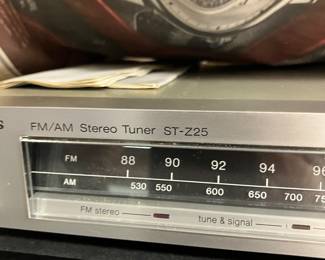 S FM/AM Stereo Tuner ST-Z25
FM 88 90 92 94 96
AM 530 550 600 650 700 75
FM stereo tune & signal